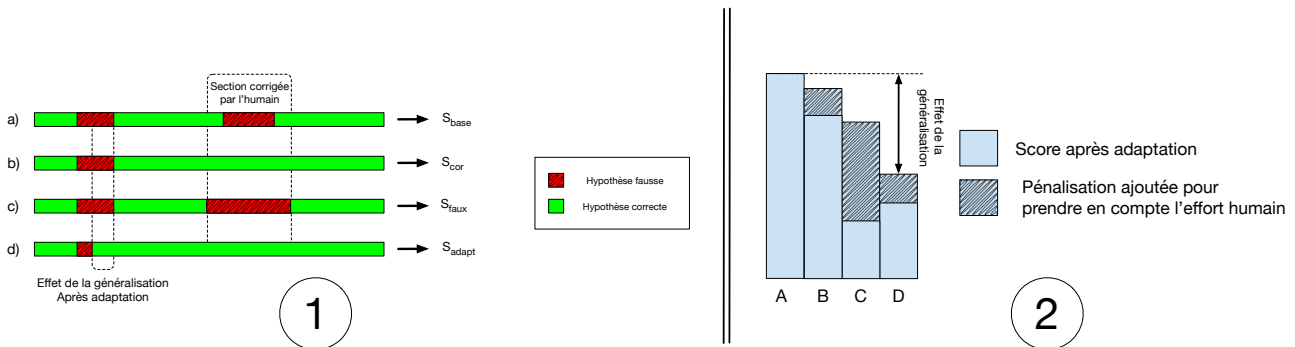 Section corrigée
par l'humain
a)
S_base
b)
S_cor
c)
S_faux
d)
S_adapt
Effet de la généralisation
Après adaptation
1
Hypothèse fausse
Hypothèse correcte
Effet de la
généralisation
A B C D
Score après adaptation
Pénalisation ajoutée pour
prendre en compte l'effort humain
2